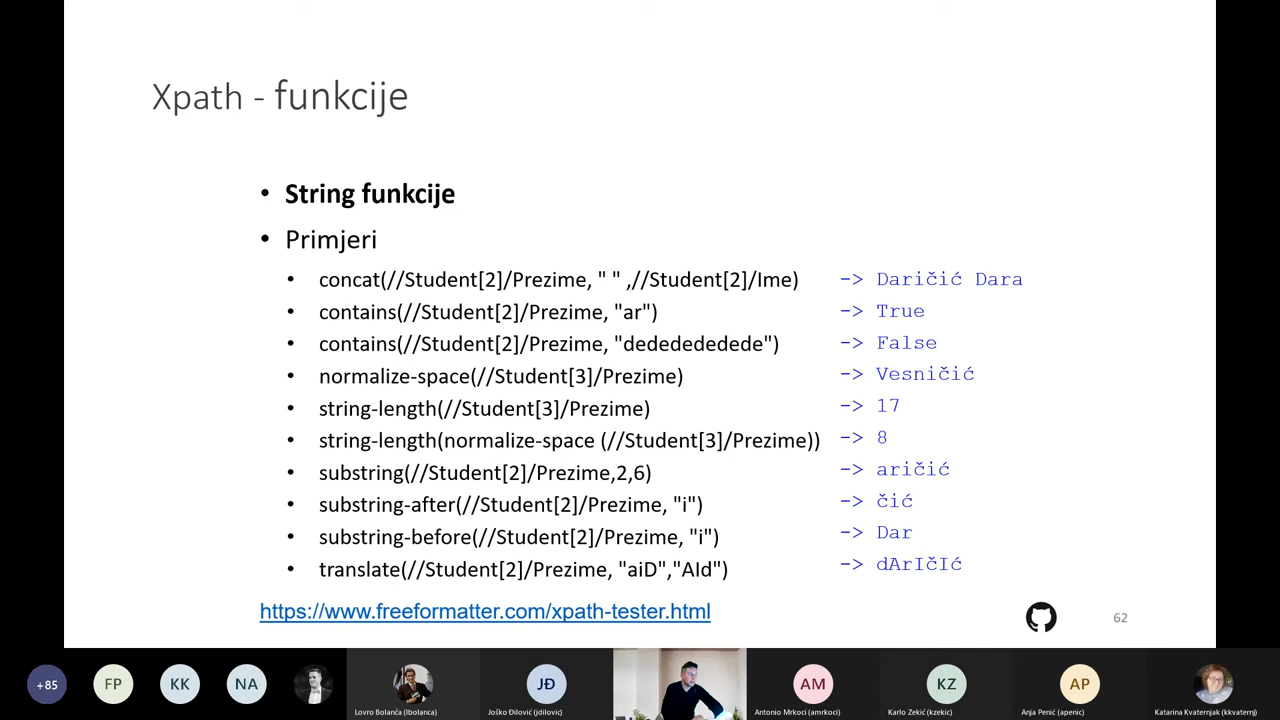 Xpath - funkcije
• String funkcije
• Primjeri
• concat(//Student[2]/Prezime, " " ,//Student[2]/Ime) -> Daričić Dara
• contains(//Student[2]/Prezime, "ar") -> True
• contains(//Student[2]/Prezime, "dededededede") -> False
• normalize-space(//Student[3]/Prezime) -> Vesničić
• string-length(//Student[3]/Prezime) -> 17
• string-length(normalize-space (//Student[3]/Prezime)) -> 8
• substring(//Student[2]/Prezime,2,6) -> aričić
• substring-after(//Student[2]/Prezime, "i") -> čić
• substring-before(//Student[2]/Prezime, "i") -> Dar
• translate(//Student[2]/Prezime, "aiD","AId") -> dArIčIć
https://www.freeformatter.com/xpath-tester.html
62
+85 FP KK NA JĐ AM KZ AP
Lovro Bolanča (lbolanca) Joško Đilović (jdilovic) Antonio Mrkoci (amrkoci) Karlo Zekić (kzekic) Anja Penić (apenic) Katarina Kvaternjak (kkvaternj)